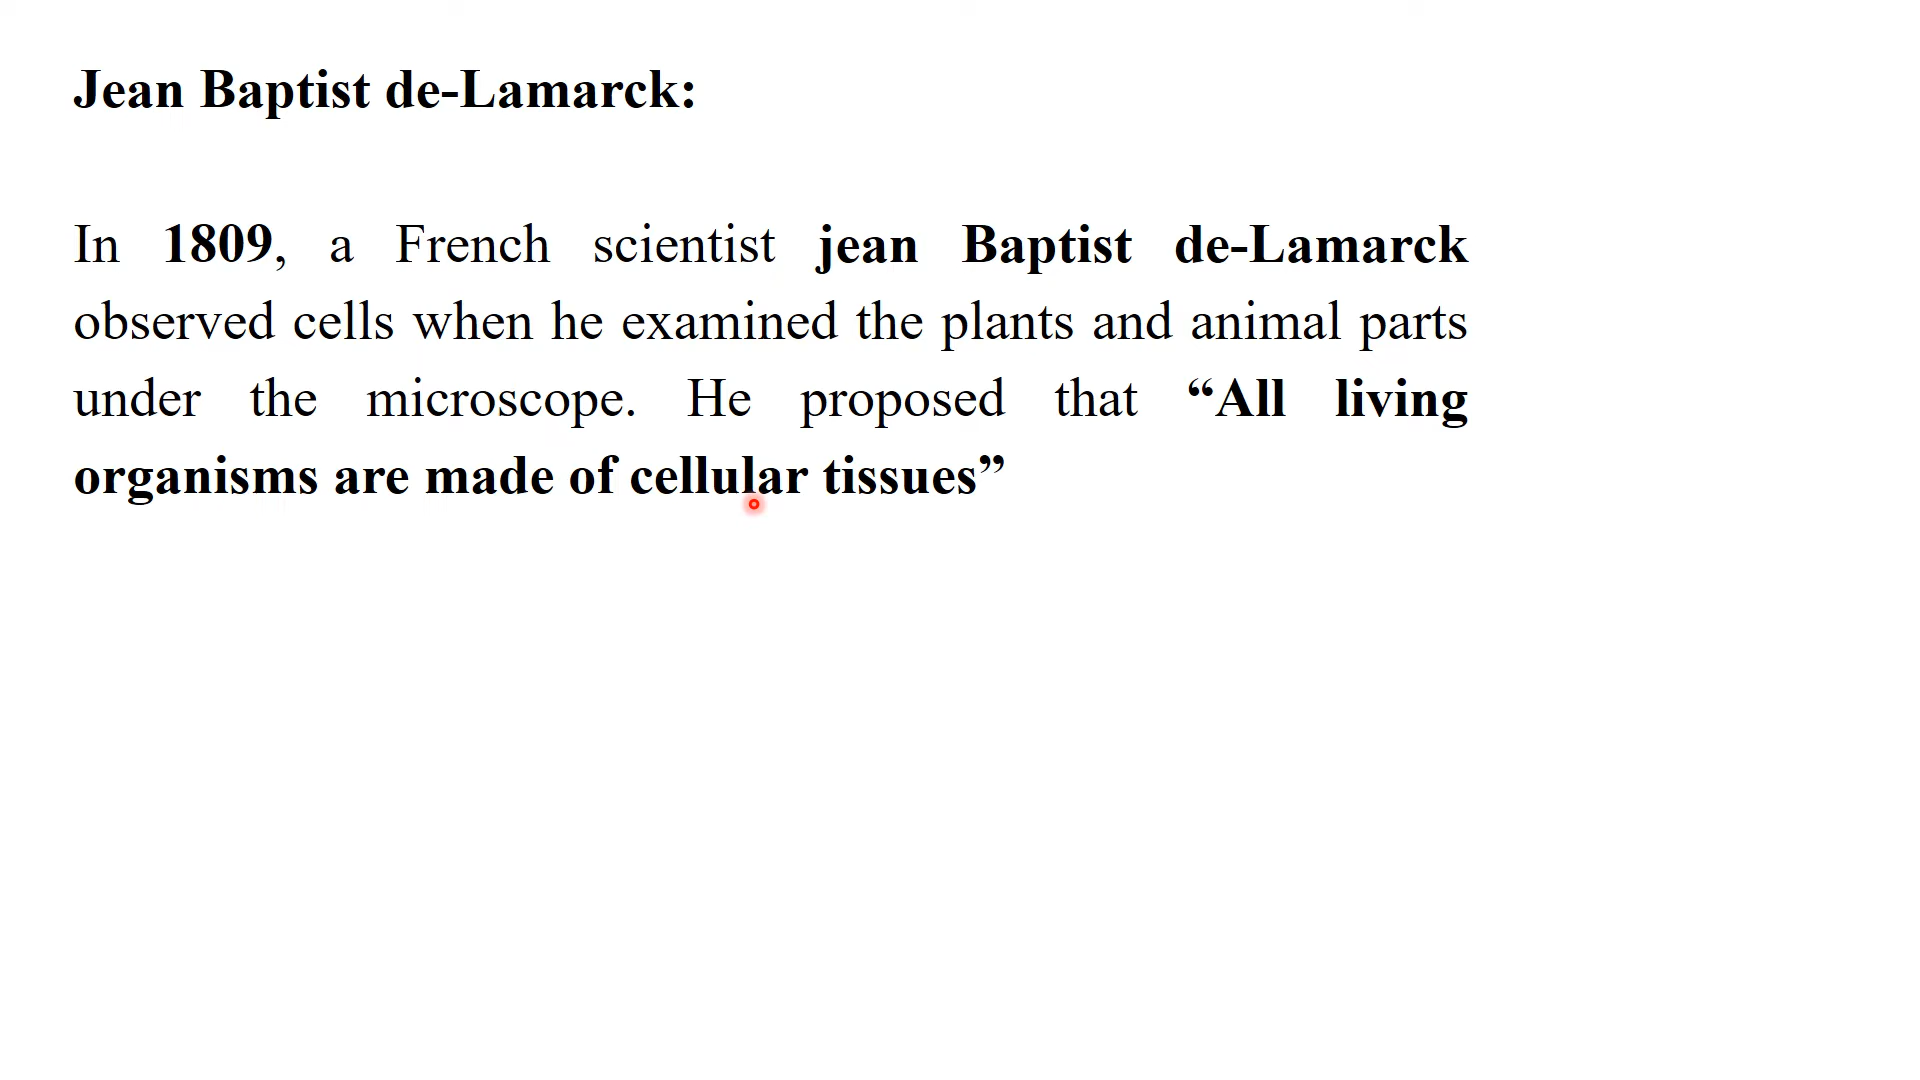 Jean Baptist de-Lamarck:
In 1809, a French scientist jean Baptist de-Lamarck
observed cells when he examined the plants and animal parts
under the microscope. He proposed that “All living
organisms are made of cellular tissues”